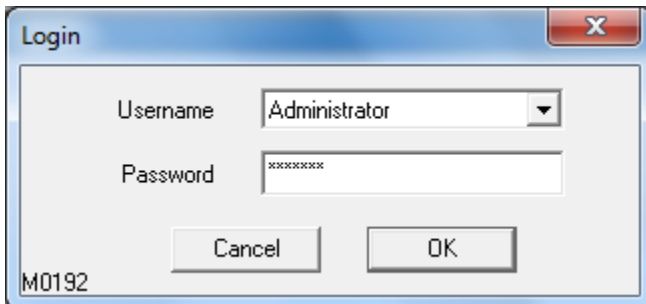 Login
Username Administrator
Password *******
Cancel OK
M0192